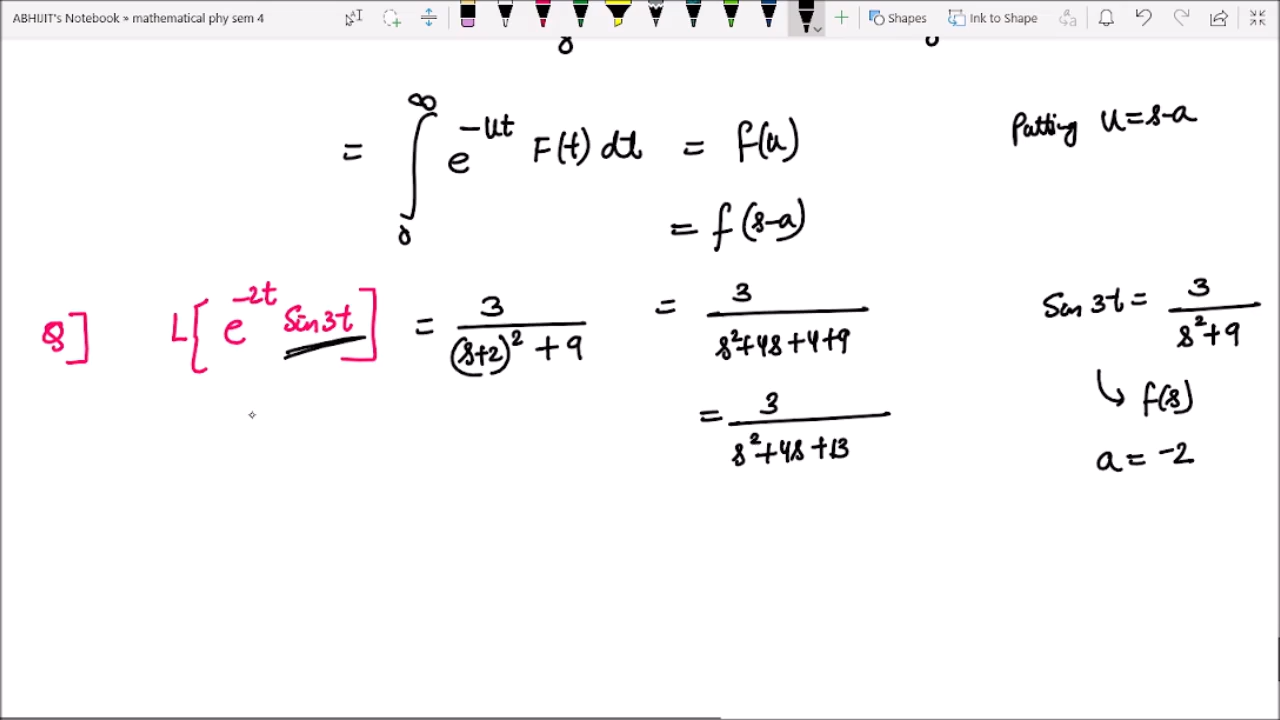 ABHIJIT's Notebook » mathematical phy sem 4
Shapes
Ink to Shape
= ∫₀^∞ e^{-ut} F(t) dt = f(u)
Putting u=s-a
= f(s-a)
Q] L[e^{-2t} Sin3t] = 3/((s+2)²+9) = 3/(s²+4s+4+9)
Sin 3t = 3/(s²+9)
↳ f(s)
= 3/(s²+4s+13)
a = -2